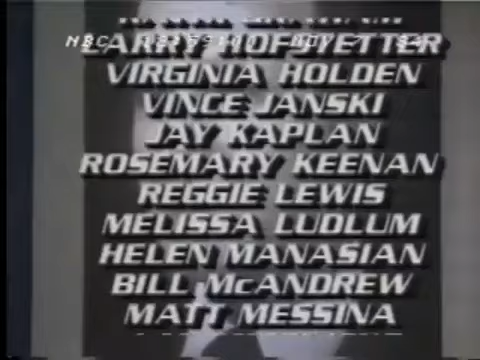 LARRY HOFSTETTER
VIRGINIA HOLDEN
VINCE JANSKI
JAY KAPLAN
ROSEMARY KEENAN
REGGIE LEWIS
MELISSA LUDLUM
HELEN MANASIAN
BILL McANDREW
MATT MESSINA